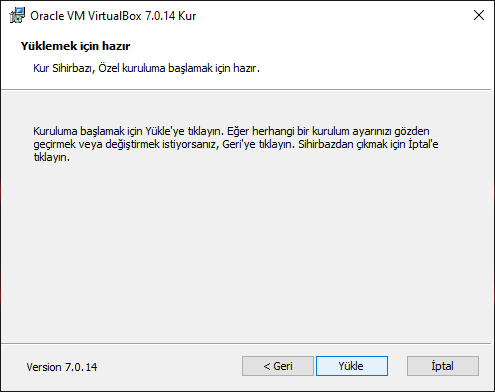 Oracle VM VirtualBox 7.0.14 Kur
Yüklemek için hazır
Kur Sihirbazı, Özel kuruluma başlamak için hazır.
Kuruluma başlamak için Yükle'ye tıklayın. Eğer herhangi bir kurulum ayarınızı gözden
geçirmek veya değiştirmek istiyorsanız, Geri'ye tıklayın. Sihirbazdan çıkmak için İptal'e
tıklayın.
Version 7.0.14
< Geri
Yükle
İptal